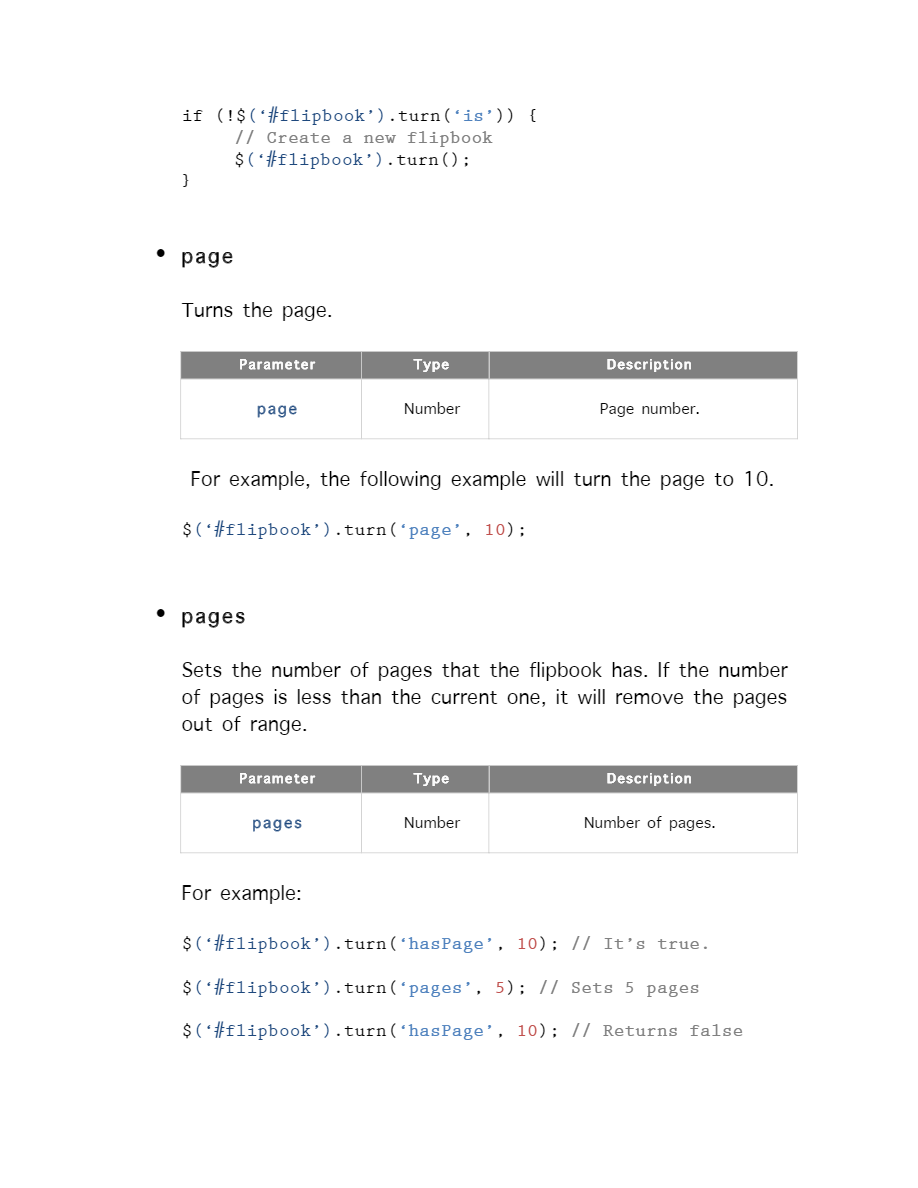 if (!$(‘#flipbook’).turn(‘is’)) {
// Create a new flipbook
$(‘#flipbook’).turn();
}
• page
Turns the page.
Parameter Type Description
page Number Page number.
For example, the following example will turn the page to 10.
$(‘#flipbook’).turn(‘page’, 10);
• pages
Sets the number of pages that the flipbook has. If the number
of pages is less than the current one, it will remove the pages
out of range.
Parameter Type Description
pages Number Number of pages.
For example:
$(‘#flipbook’).turn(‘hasPage’, 10); // It’s true.
$(‘#flipbook’).turn(‘pages’, 5); // Sets 5 pages
$(‘#flipbook’).turn(‘hasPage’, 10); // Returns false